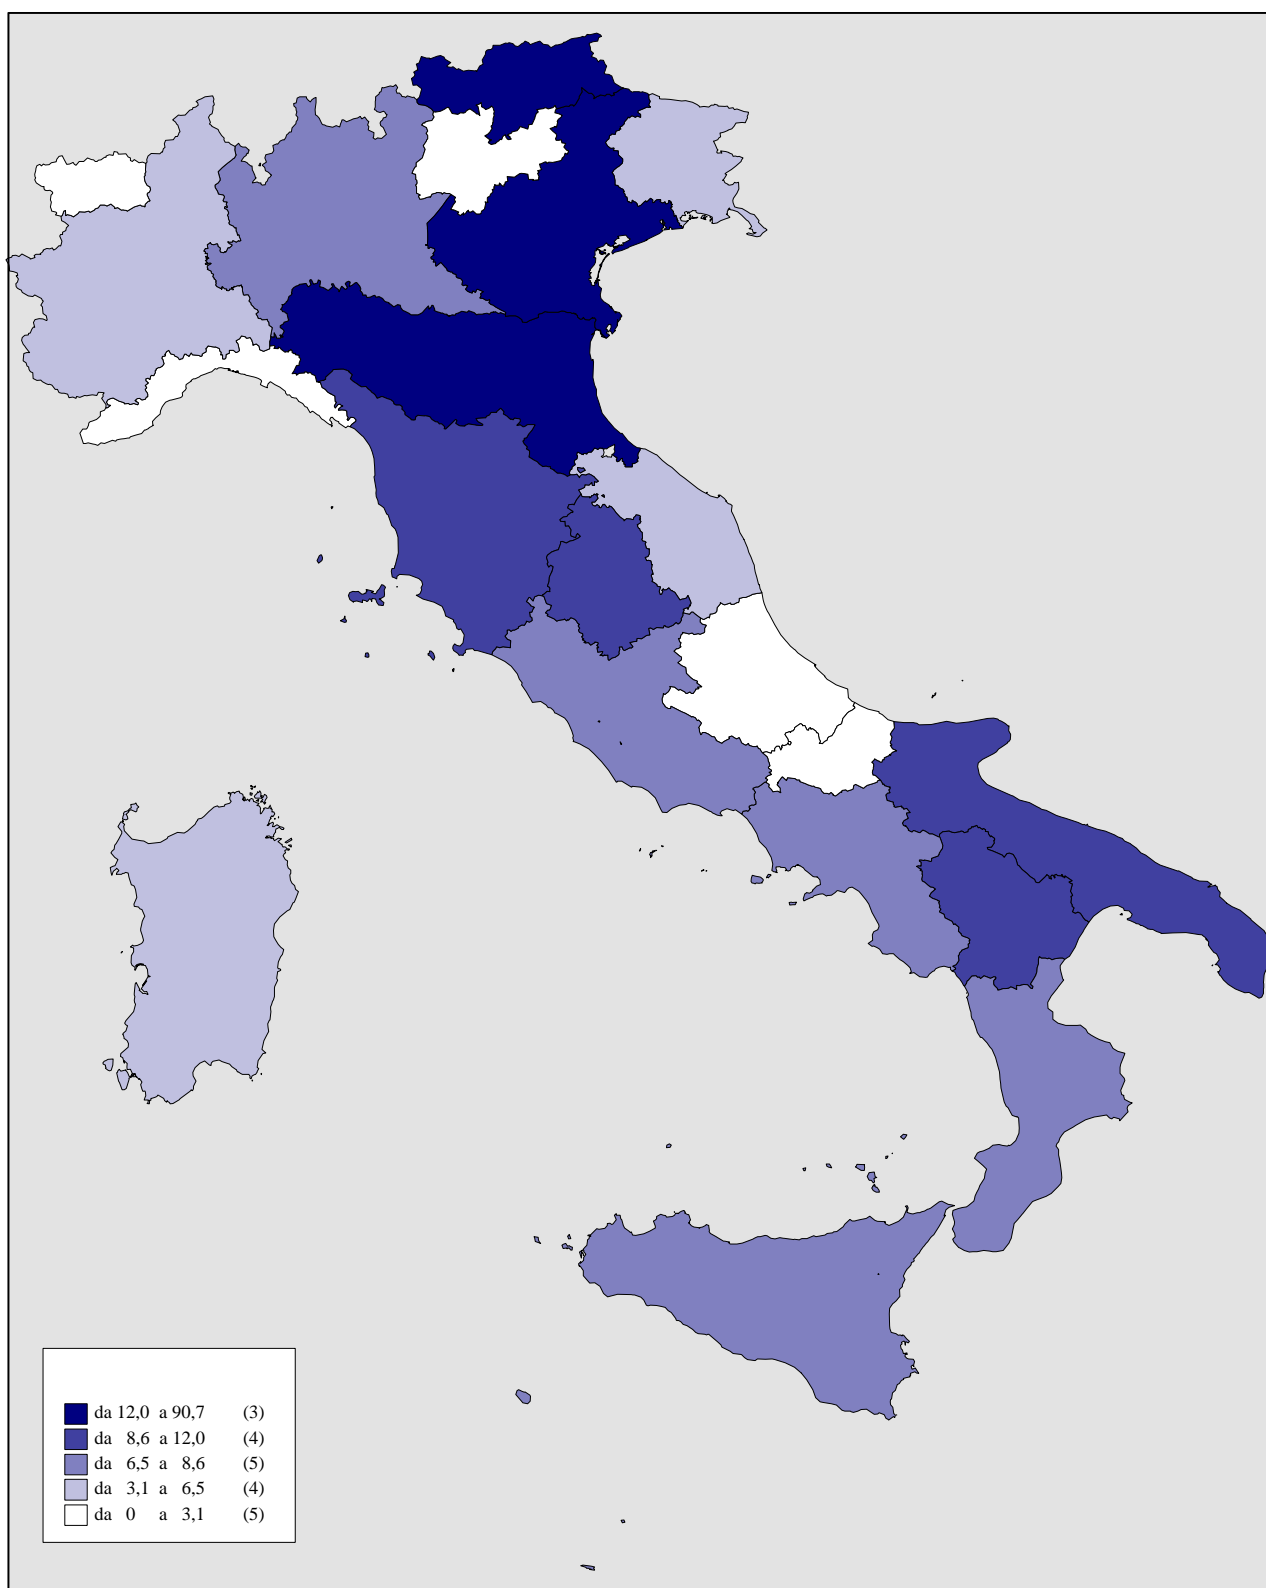 da 12,0 a 90,7 (3)
da 8,6 a 12,0 (4)
da 6,5 a 8,6 (5)
da 3,1 a 6,5 (4)
da 0 a 3,1 (5)